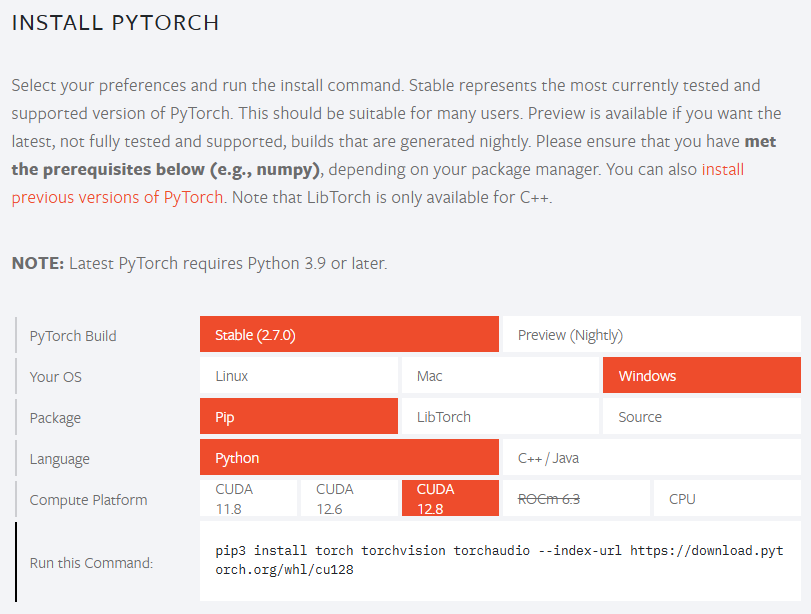 INSTALL PYTORCH
Select your preferences and run the install command. Stable represents the most currently tested and
supported version of PyTorch. This should be suitable for many users. Preview is available if you want the
latest, not fully tested and supported, builds that are generated nightly. Please ensure that you have met
the prerequisites below (e.g., numpy), depending on your package manager. You can also install
previous versions of PyTorch. Note that LibTorch is only available for C++.
NOTE: Latest PyTorch requires Python 3.9 or later.
PyTorch Build
Stable (2.7.0)
Preview (Nightly)
Your OS
Linux
Mac
Windows
Package
Pip
LibTorch
Source
Language
Python
C++ / Java
Compute Platform
CUDA
11.8
CUDA
12.6
CUDA
12.8
ROCm 6.3
CPU
Run this Command:
pip3 install torch torchvision torchaudio --index-url https://download.pyt
orch.org/whl/cu128